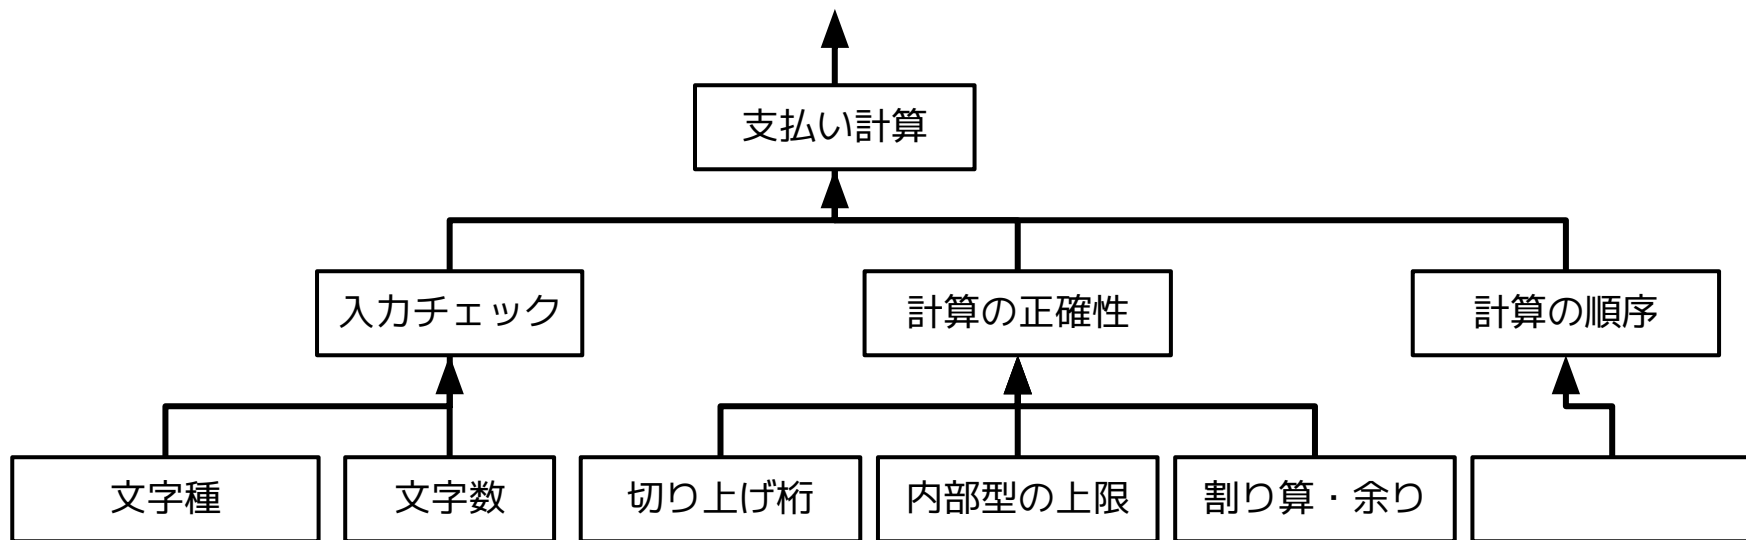 支払い計算
入力チェック
計算の正確性
計算の順序
文字種
文字数
切り上げ桁
内部型の上限
割り算・余り